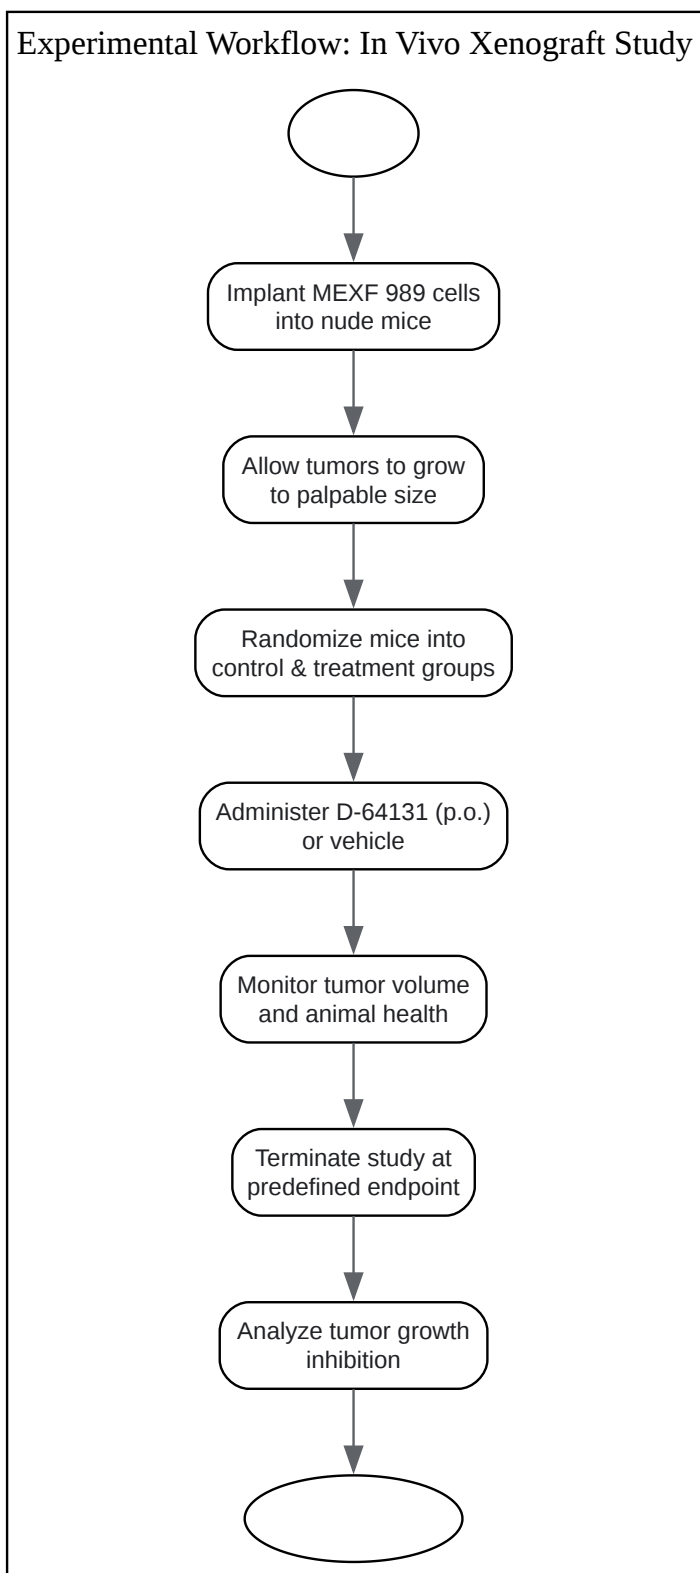 Experimental Workflow: In Vivo Xenograft Study
Implant MEXF 989 cells
into nude mice
Allow tumors to grow
to palpable size
Randomize mice into
control & treatment groups
Administer D-64131 (p.o.)
or vehicle
Monitor tumor volume
and animal health
Terminate study at
predefined endpoint
Analyze tumor growth
inhibition